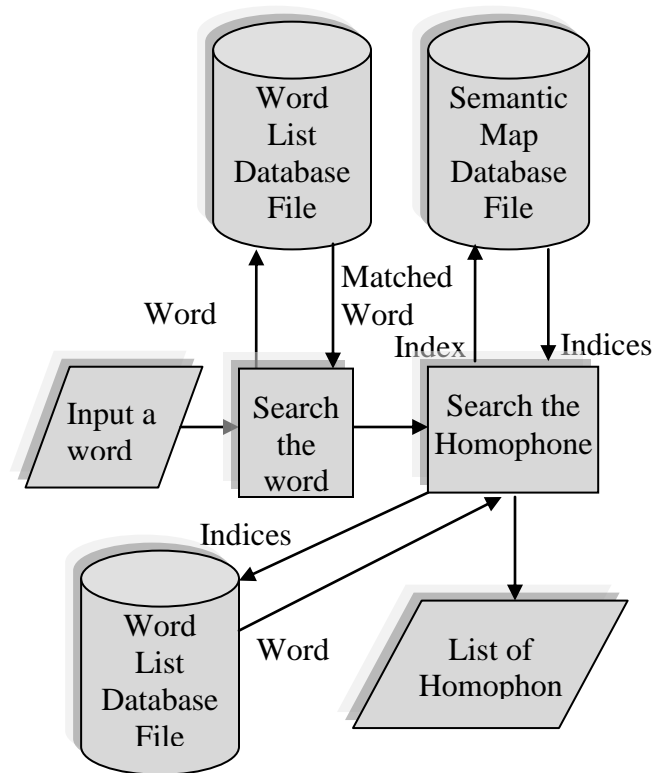 Word
List
Database
File
Semantic
Map
Database
File
Word
Matched
Word
Index
Indices
Input a
word
Search
the
word
Search the
Homophone
Indices
Word
Word
List
Database
File
List of
Homophon